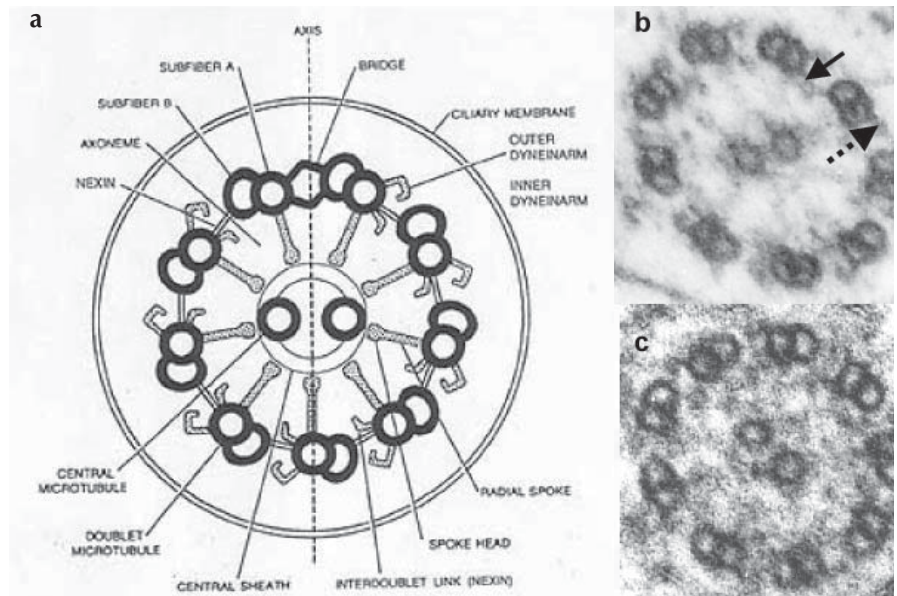 a
AXIS
SUBFIBER A
BRIDGE
SUBFIBER B
CILIARY MEMBRANE
AXONEME
OUTER
DYNEINARM
NEXIN
INNER
DYNEINARM
CENTRAL
MICROTUBULE
RADIAL SPOKE
DOUBLET
MICROTUBULE
SPOKE HEAD
CENTRAL SHEATH
INTERDOUBLET LINK (NEXIN)
b
c